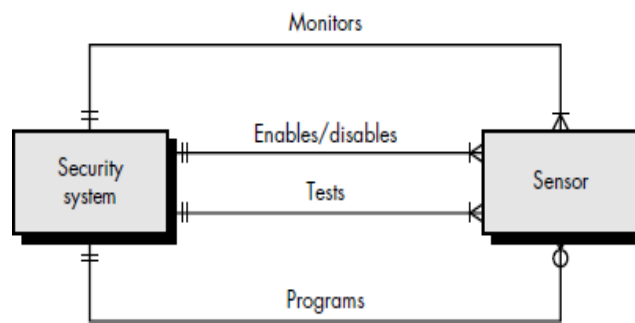 Monitors
Enables/disables
Security
system
Sensor
Tests
Programs